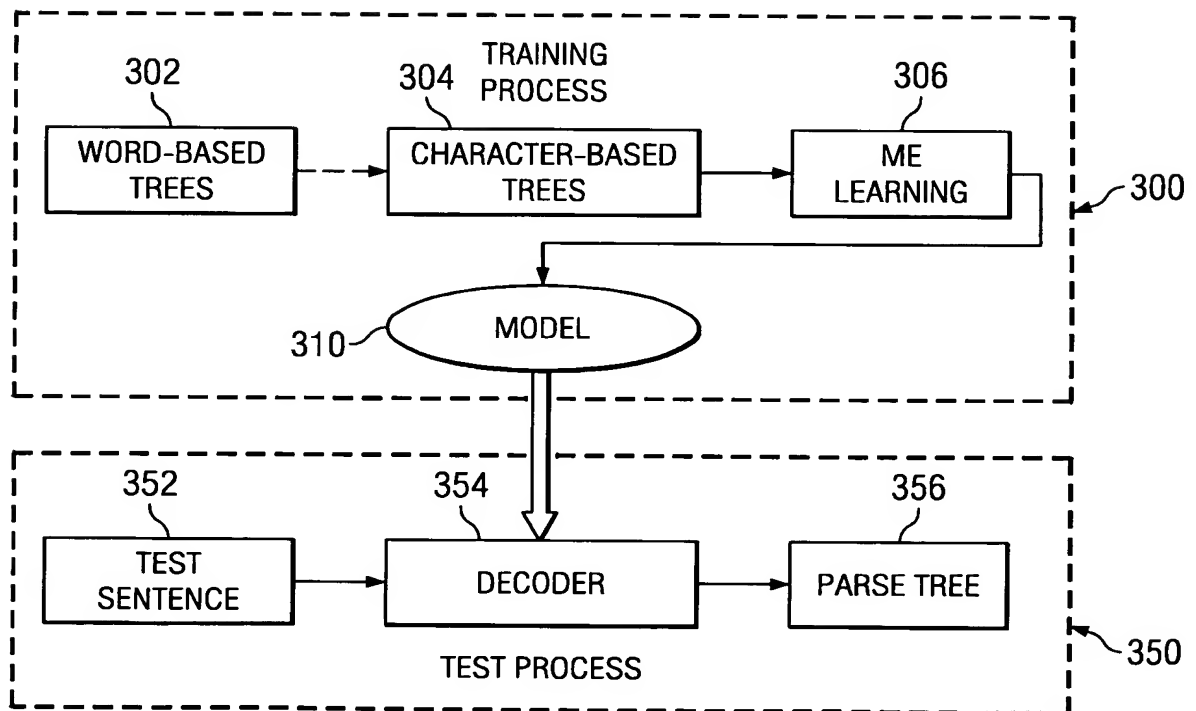 TRAINING
PROCESS
302
304
306
WORD-BASED
TREES
CHARACTER-BASED
TREES
ME
LEARNING
300
310
MODEL
352
354
356
TEST
SENTENCE
DECODER
PARSE TREE
350
TEST PROCESS